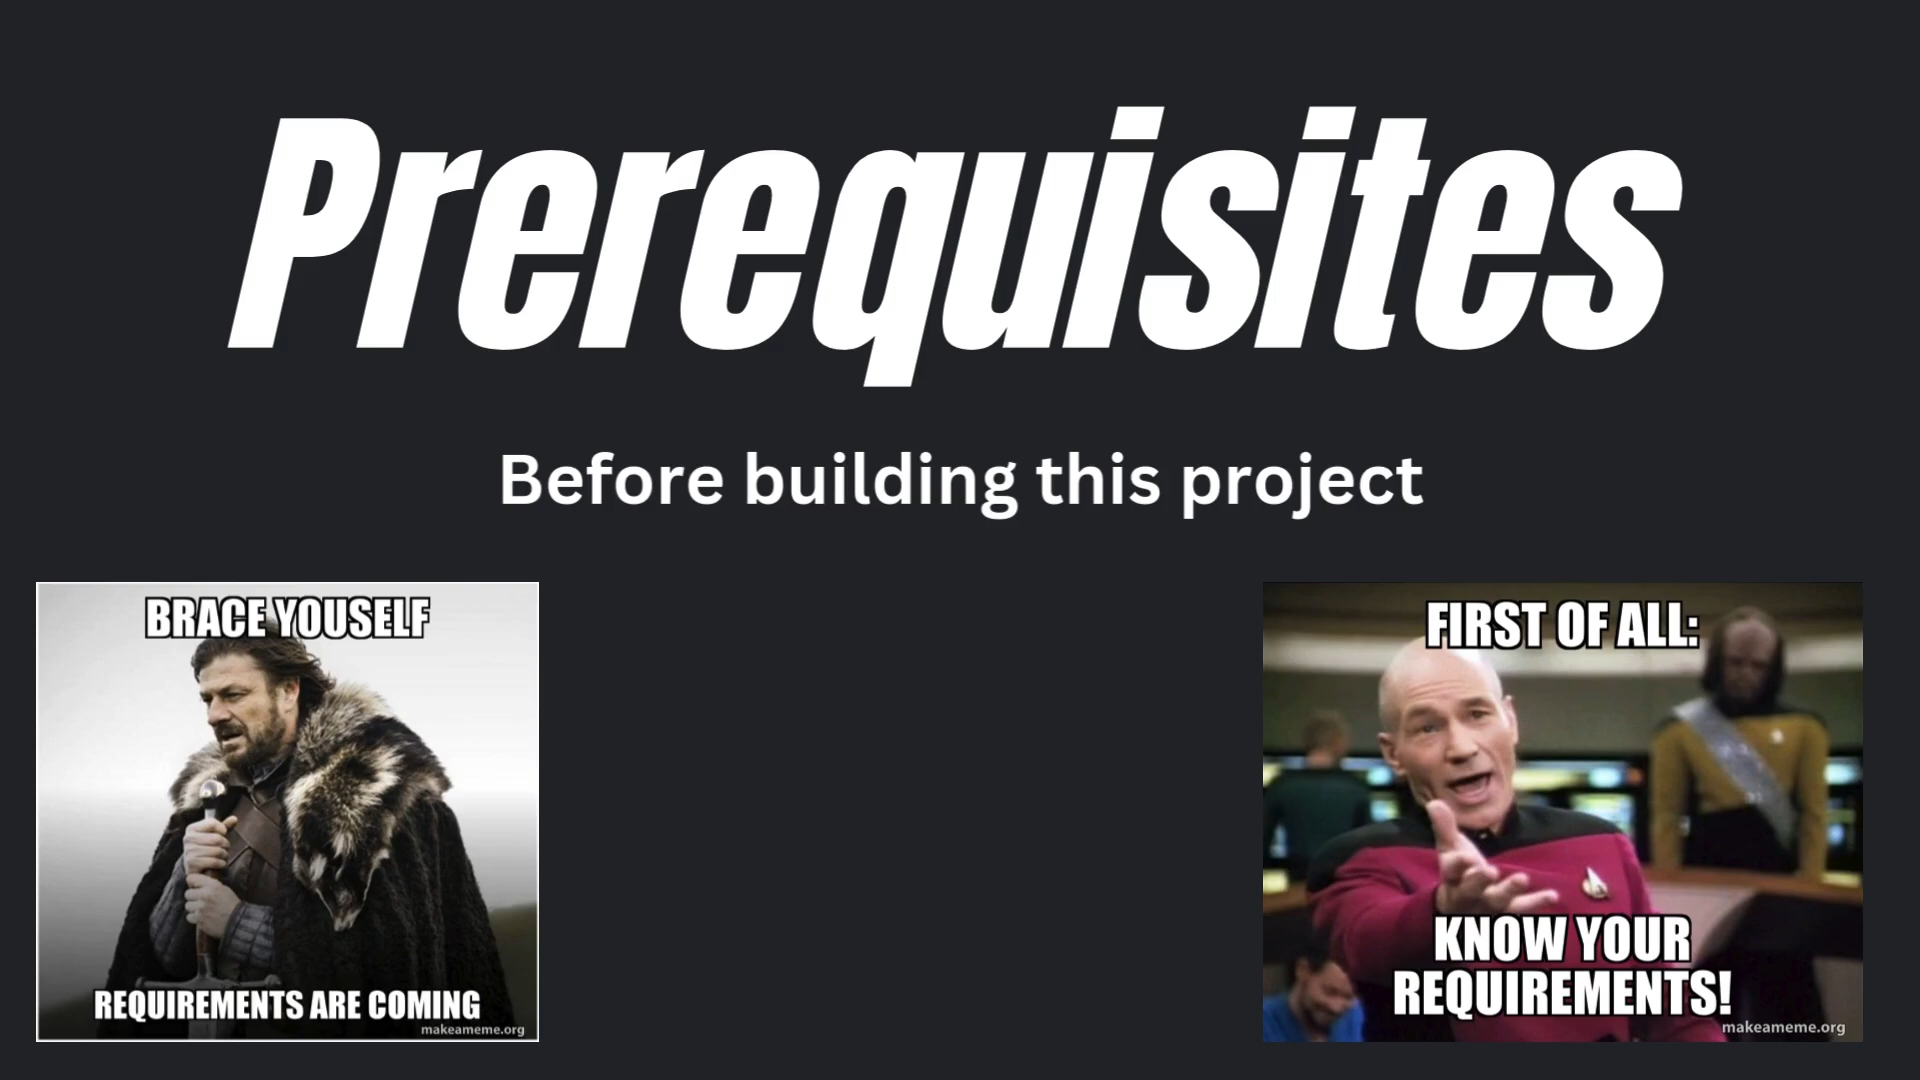 Prerequisites
Before building this project
BRACE YOUSELF
REQUIREMENTS ARE COMING
makeameme.org
FIRST OF ALL:
KNOW YOUR
REQUIREMENTS!
makeameme.org